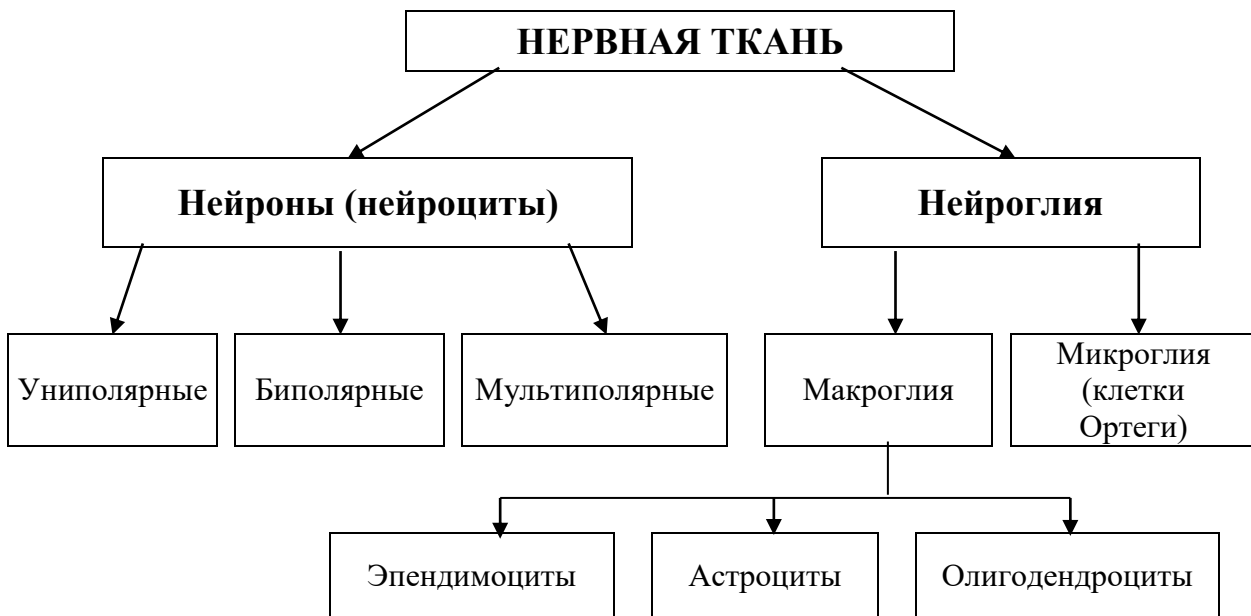 НЕРВНАЯ ТКАНЬ
Нейроны (нейроциты)
Нейроглия
Униполярные
Биполярные
Мультиполярные
Макроглия
Микроглия
(клетки
Ортеги)
Эпендимоциты
Астроциты
Олигодендроциты